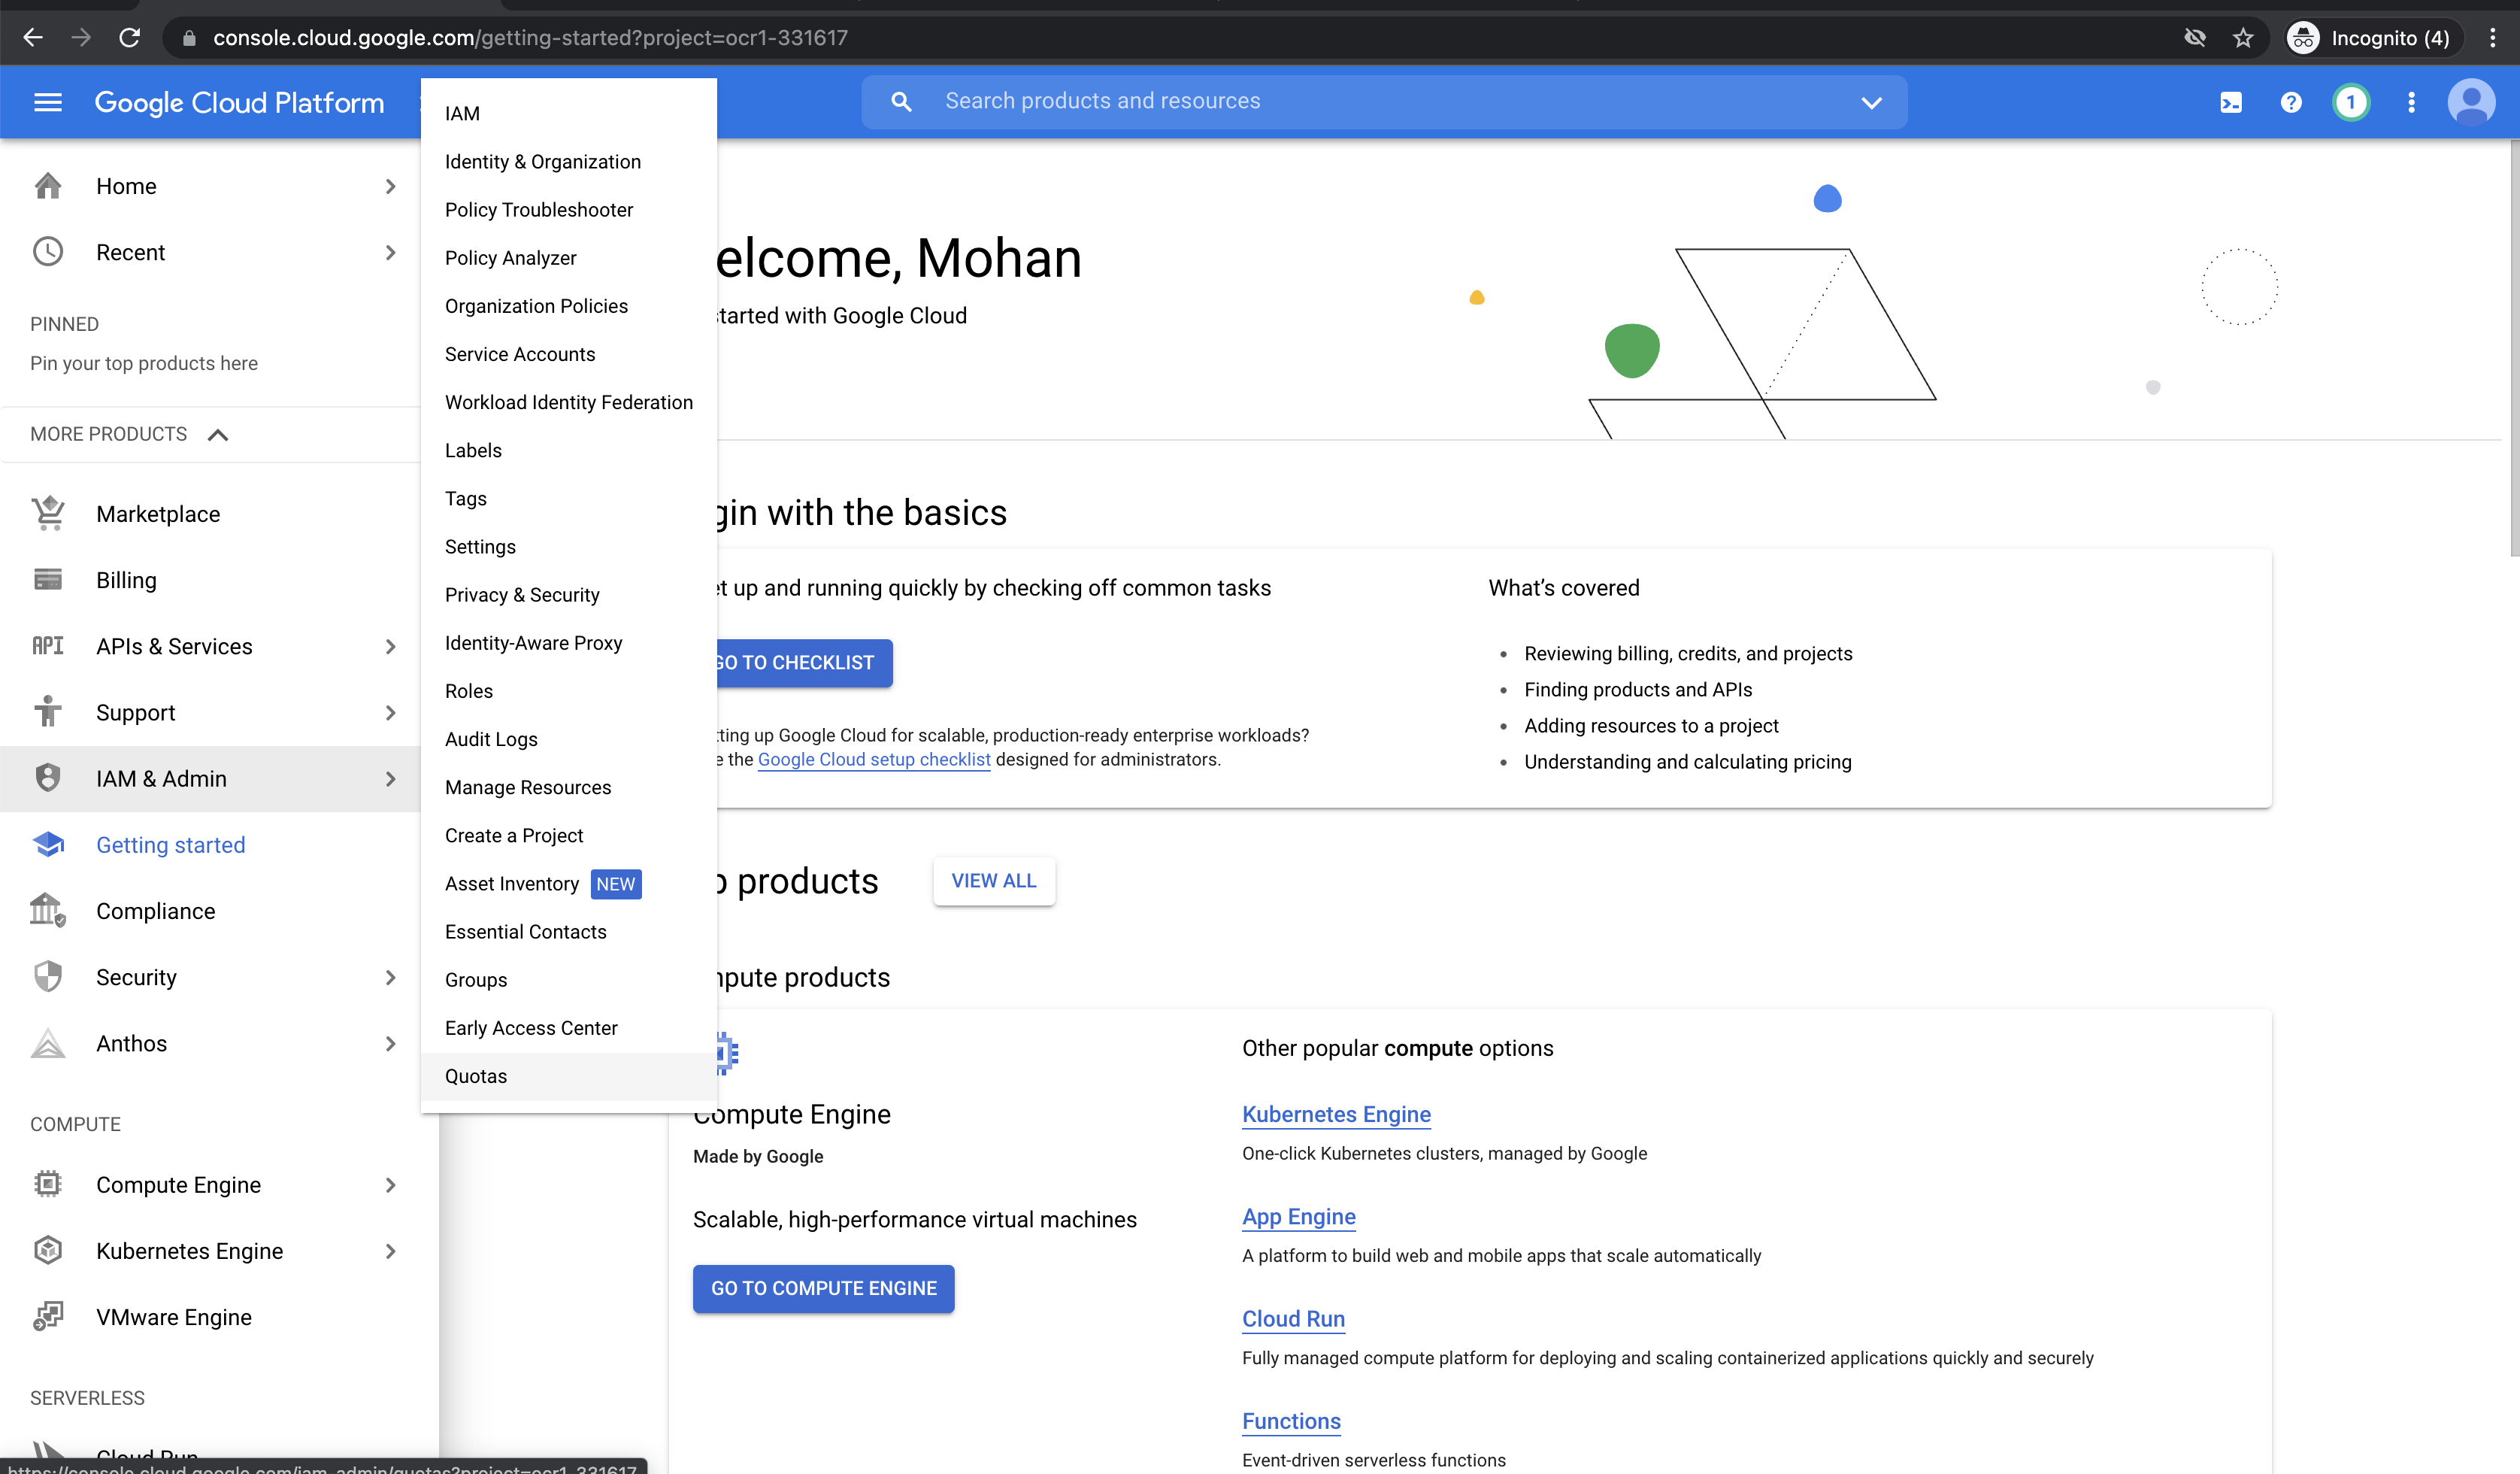 console.cloud.google.com/getting-started?project=ocr1-331617
Incognito (4)
Google Cloud Platform
Search products and resources
1
Home
Recent
PINNED
Pin your top products here
MORE PRODUCTS
Marketplace
Billing
API
APIs & Services
Support
IAM & Admin
Getting started
Compliance
Security
Anthos
COMPUTE
Compute Engine
Kubernetes Engine
VMware Engine
SERVERLESS
Cloud Run
https://console.cloud.google.com/iam-admin/quotas?project=ocr1-331617
IAM
Identity & Organization
Policy Troubleshooter
Policy Analyzer
Organization Policies
Service Accounts
Workload Identity Federation
Labels
Tags
Settings
Privacy & Security
Identity-Aware Proxy
Roles
Audit Logs
Manage Resources
Create a Project
Asset Inventory NEW
Essential Contacts
Groups
Early Access Center
Quotas
elcome, Mohan
started with Google Cloud
gin with the basics
et up and running quickly by checking off common tasks
GO TO CHECKLIST
tting up Google Cloud for scalable, production-ready enterprise workloads?
e the Google Cloud setup checklist designed for administrators.
What's covered
• Reviewing billing, credits, and projects
• Finding products and APIs
• Adding resources to a project
• Understanding and calculating pricing
p products
VIEW ALL
mpute products
Compute Engine
Made by Google
Scalable, high-performance virtual machines
GO TO COMPUTE ENGINE
Other popular compute options
Kubernetes Engine
One-click Kubernetes clusters, managed by Google
App Engine
A platform to build web and mobile apps that scale automatically
Cloud Run
Fully managed compute platform for deploying and scaling containerized applications quickly and securely
Functions
Event-driven serverless functions